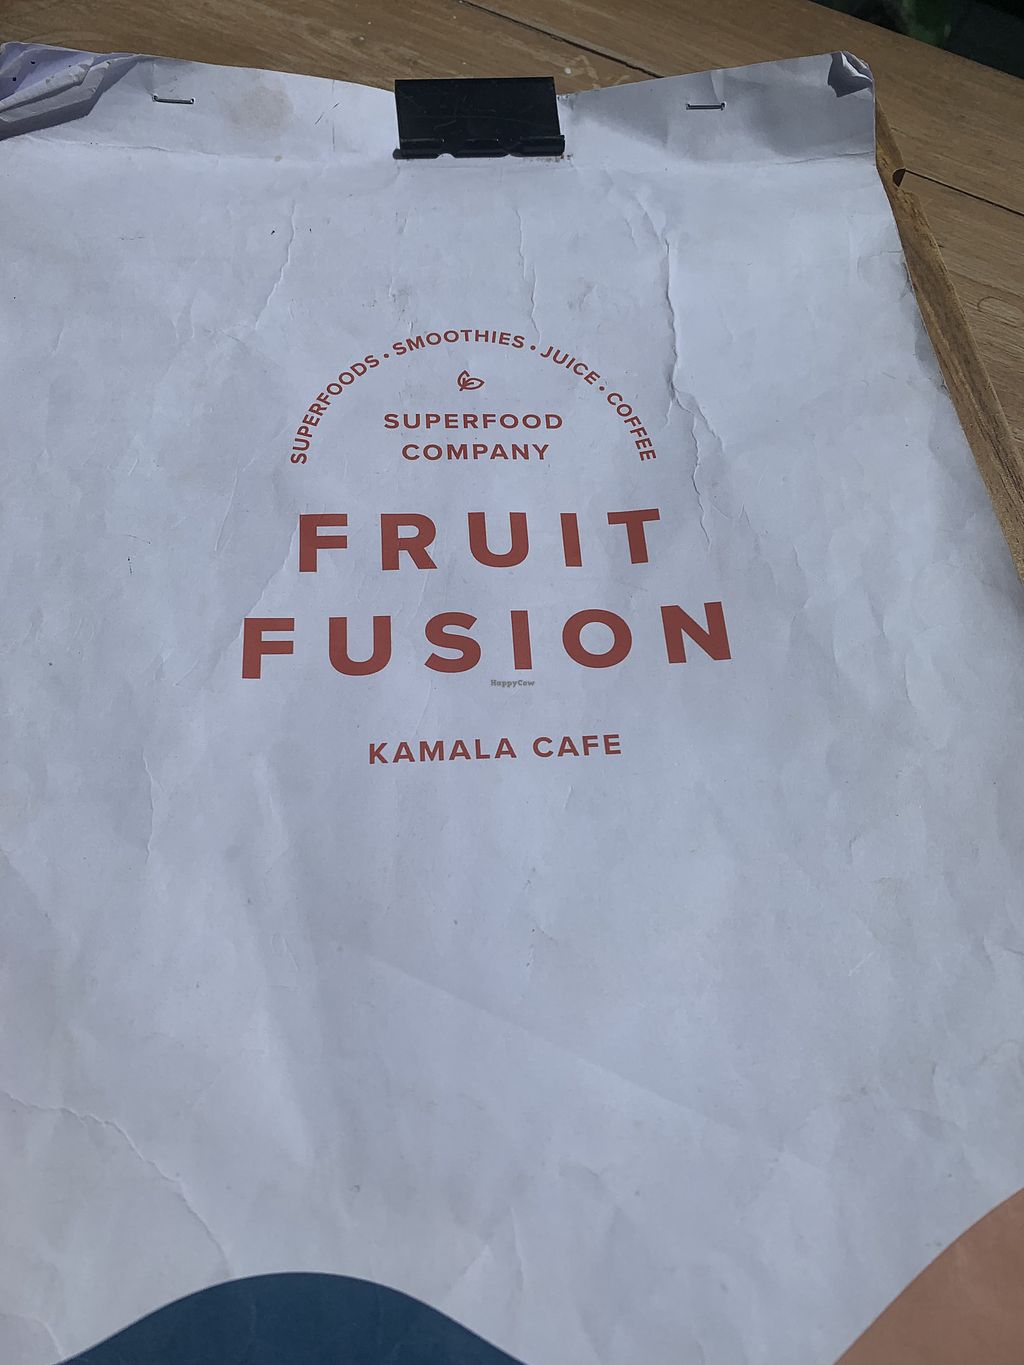 SUPERFOODS • SMOOTHIES • JUICE • COFFEE
SUPERFOOD
COMPANY
FRUIT
FUSION
HappyCow
KAMALA CAFE